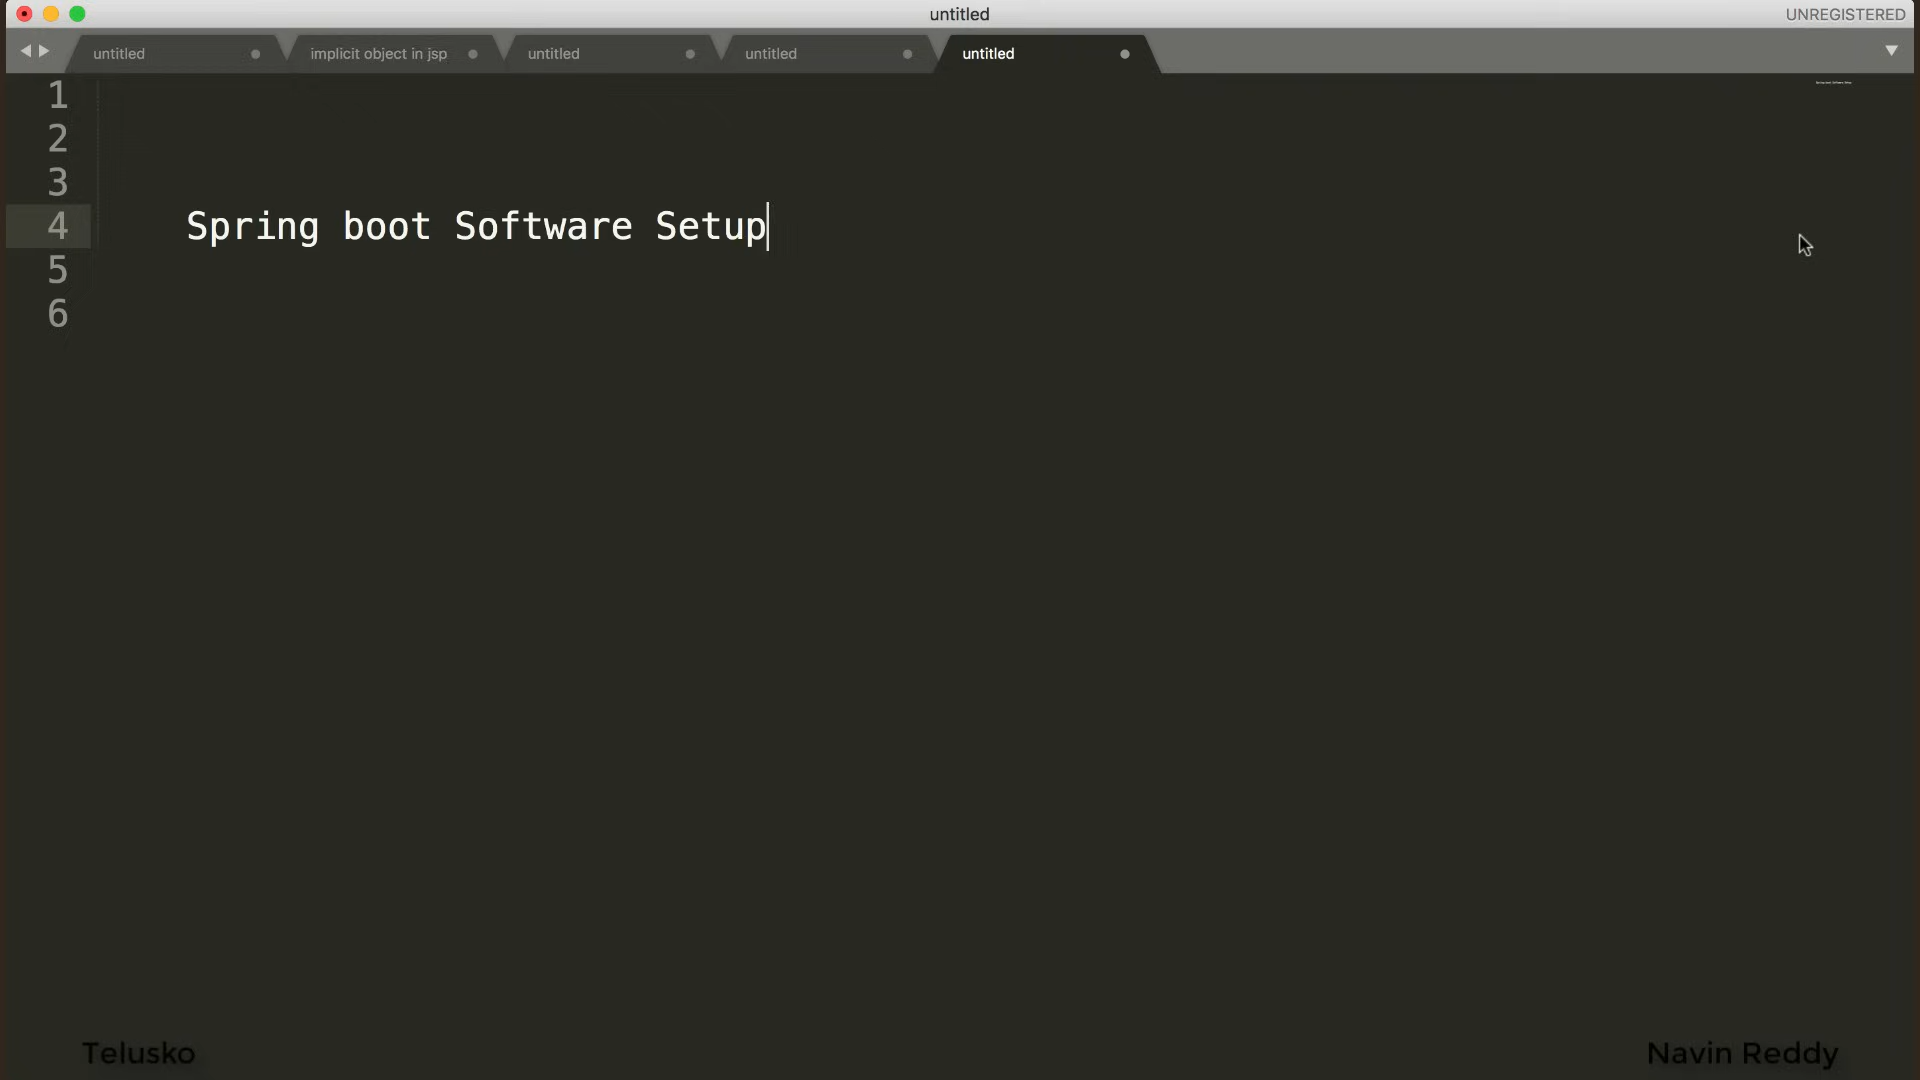 untitled
UNREGISTERED
untitled
implicit object in jsp
untitled
untitled
untitled
1
2
3
4 Spring boot Software Setup
5
6
Telusko
Navin Reddy